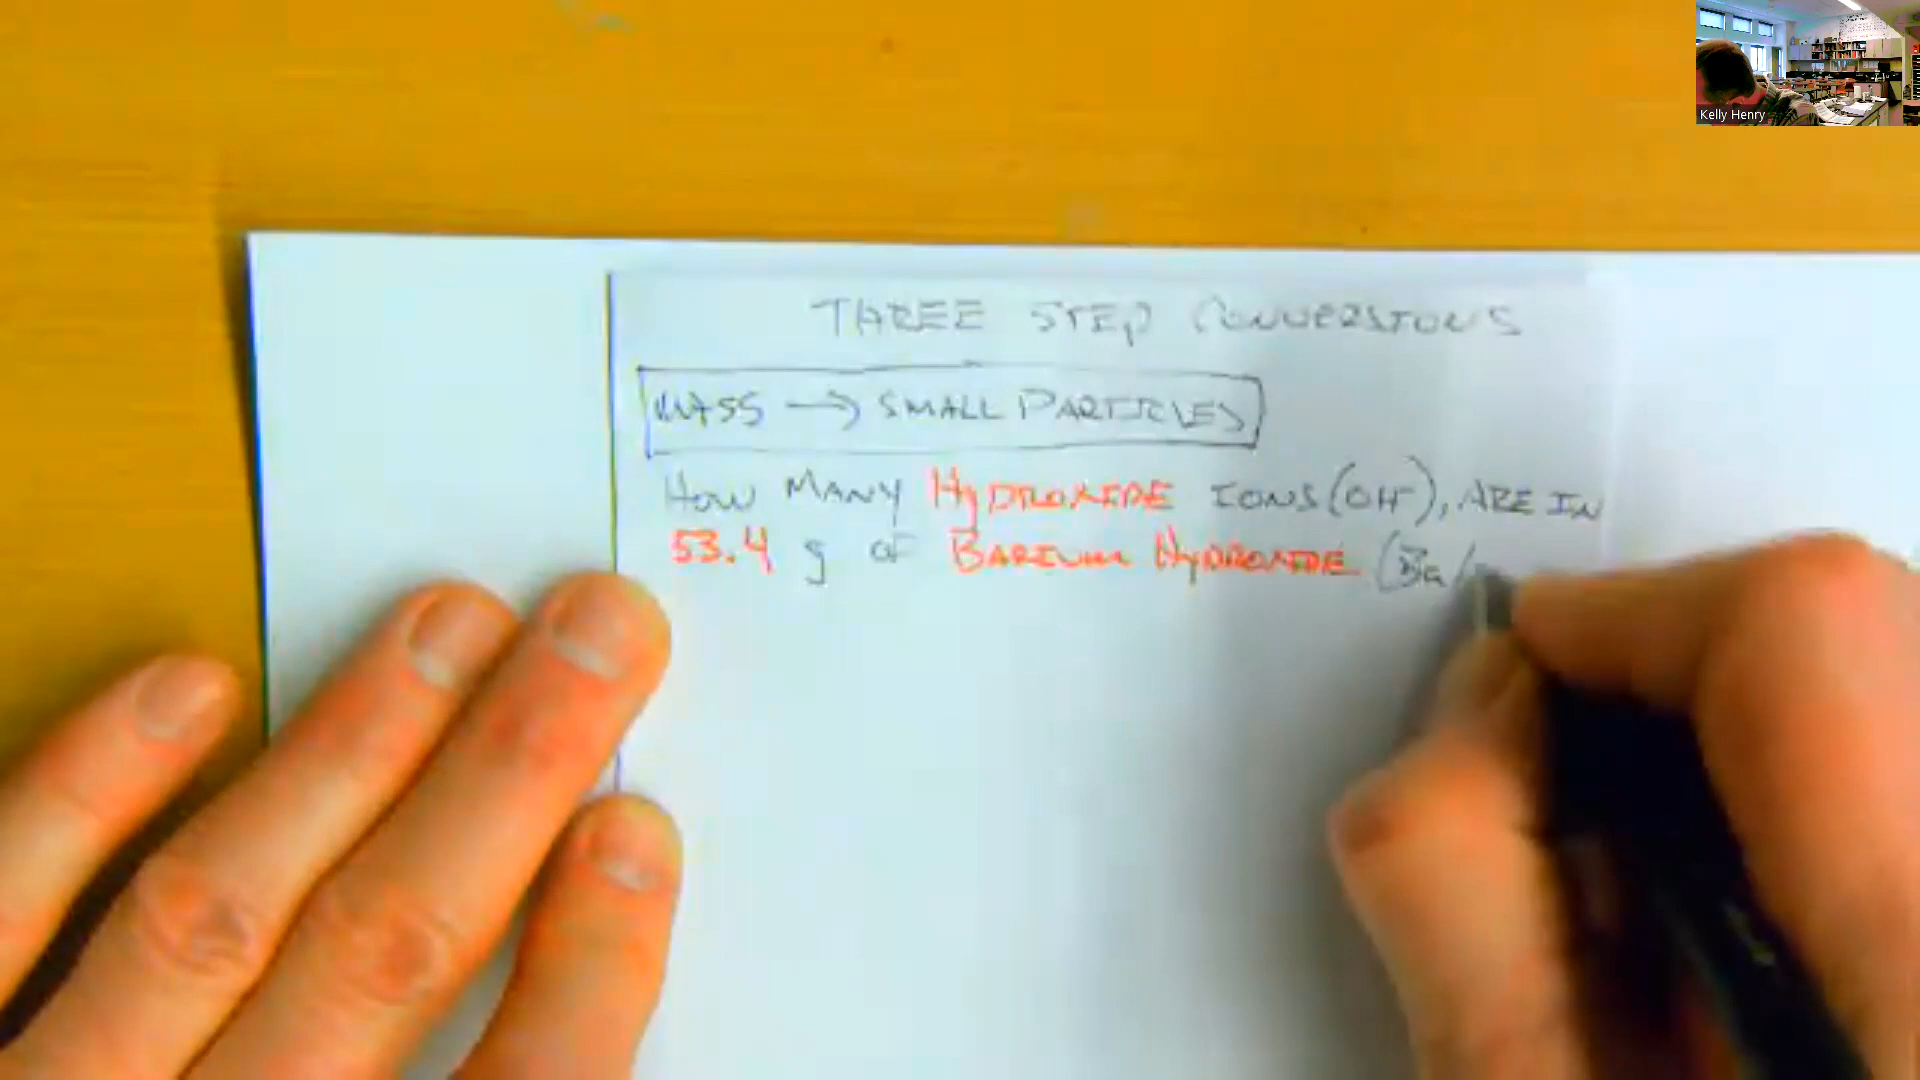 THREE STEP CONVERSIONS
MASS → SMALL PARTICLES
HOW MANY HYDROXIDE IONS (OH⁻), ARE IN
53.4 g OF BARIUM HYDROXIDE (Ba(
Kelly Henry